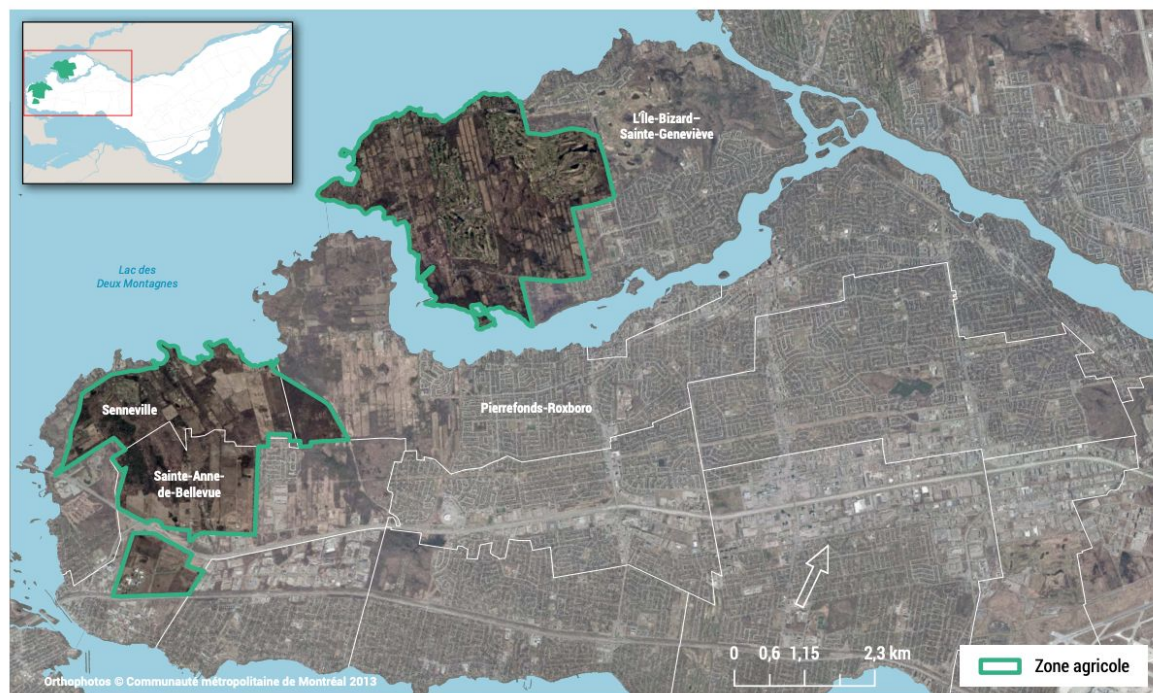 L'Île-Bizard–
Sainte-Geneviève
Lac des
Deux Montagnes
Senneville
Pierrefonds-Roxboro
Sainte-Anne-
de-Bellevue
0 0,6 1,15 2,3 km
Zone agricole
Orthophotos © Communauté métropolitaine de Montréal 2013